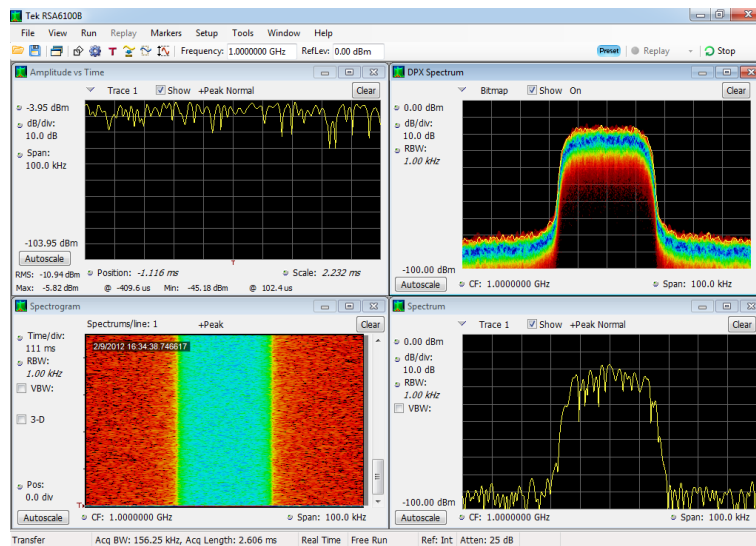 Tek RSA6100B
File View Run Replay Markers Setup Tools Window Help
Frequency: 1.0000000 GHz RefLev: 0.00 dBm Preset Replay Stop
Amplitude vs Time
Trace 1 Show +Peak Normal Clear
-3.95 dBm
dB/div:
10.0 dB
Span:
100.0 kHz
-103.95 dBm
Autoscale
Position: -1.116 ms Scale: 2.232 ms
RMS: -10.94 dBm
Max: -5.82 dBm @ -409.6 us Min: -45.18 dBm @ 102.4 us
DPX Spectrum
Bitmap Show On Clear
0.00 dBm
dB/div:
10.0 dB
RBW:
1.00 kHz
-100.00 dBm
Autoscale CF: 1.0000000 GHz Span: 100.0 kHz
Spectrogram
Spectrums/line: 1 +Peak Clear
Time/div:
111 ms
RBW:
1.00 kHz
VBW:
3-D
Pos:
0.0 div
2/9/2012 16:34:38.746617
Autoscale CF: 1.0000000 GHz Span: 100.0 kHz
Spectrum
Trace 1 Show +Peak Normal Clear
0.00 dBm
dB/div:
10.0 dB
RBW:
1.00 kHz
VBW:
-100.00 dBm
Autoscale CF: 1.0000000 GHz Span: 100.0 kHz
Transfer Acq BW: 156.25 kHz, Acq Length: 2.606 ms Real Time Free Run Ref: Int Atten: 25 dB